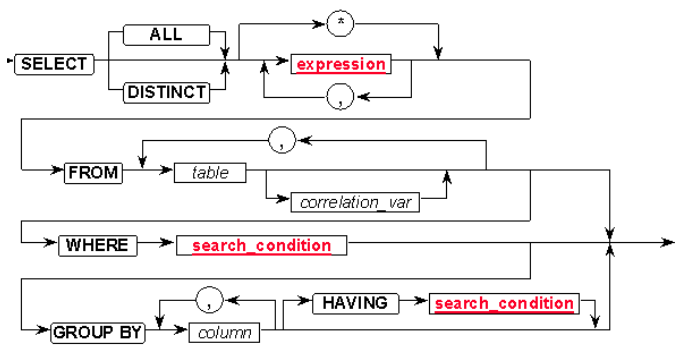 ALL
*
SELECT
expression
DISTINCT
,
,
FROM
table
correlation_var
WHERE
search_condition
,
HAVING
search_condition
GROUP BY
column